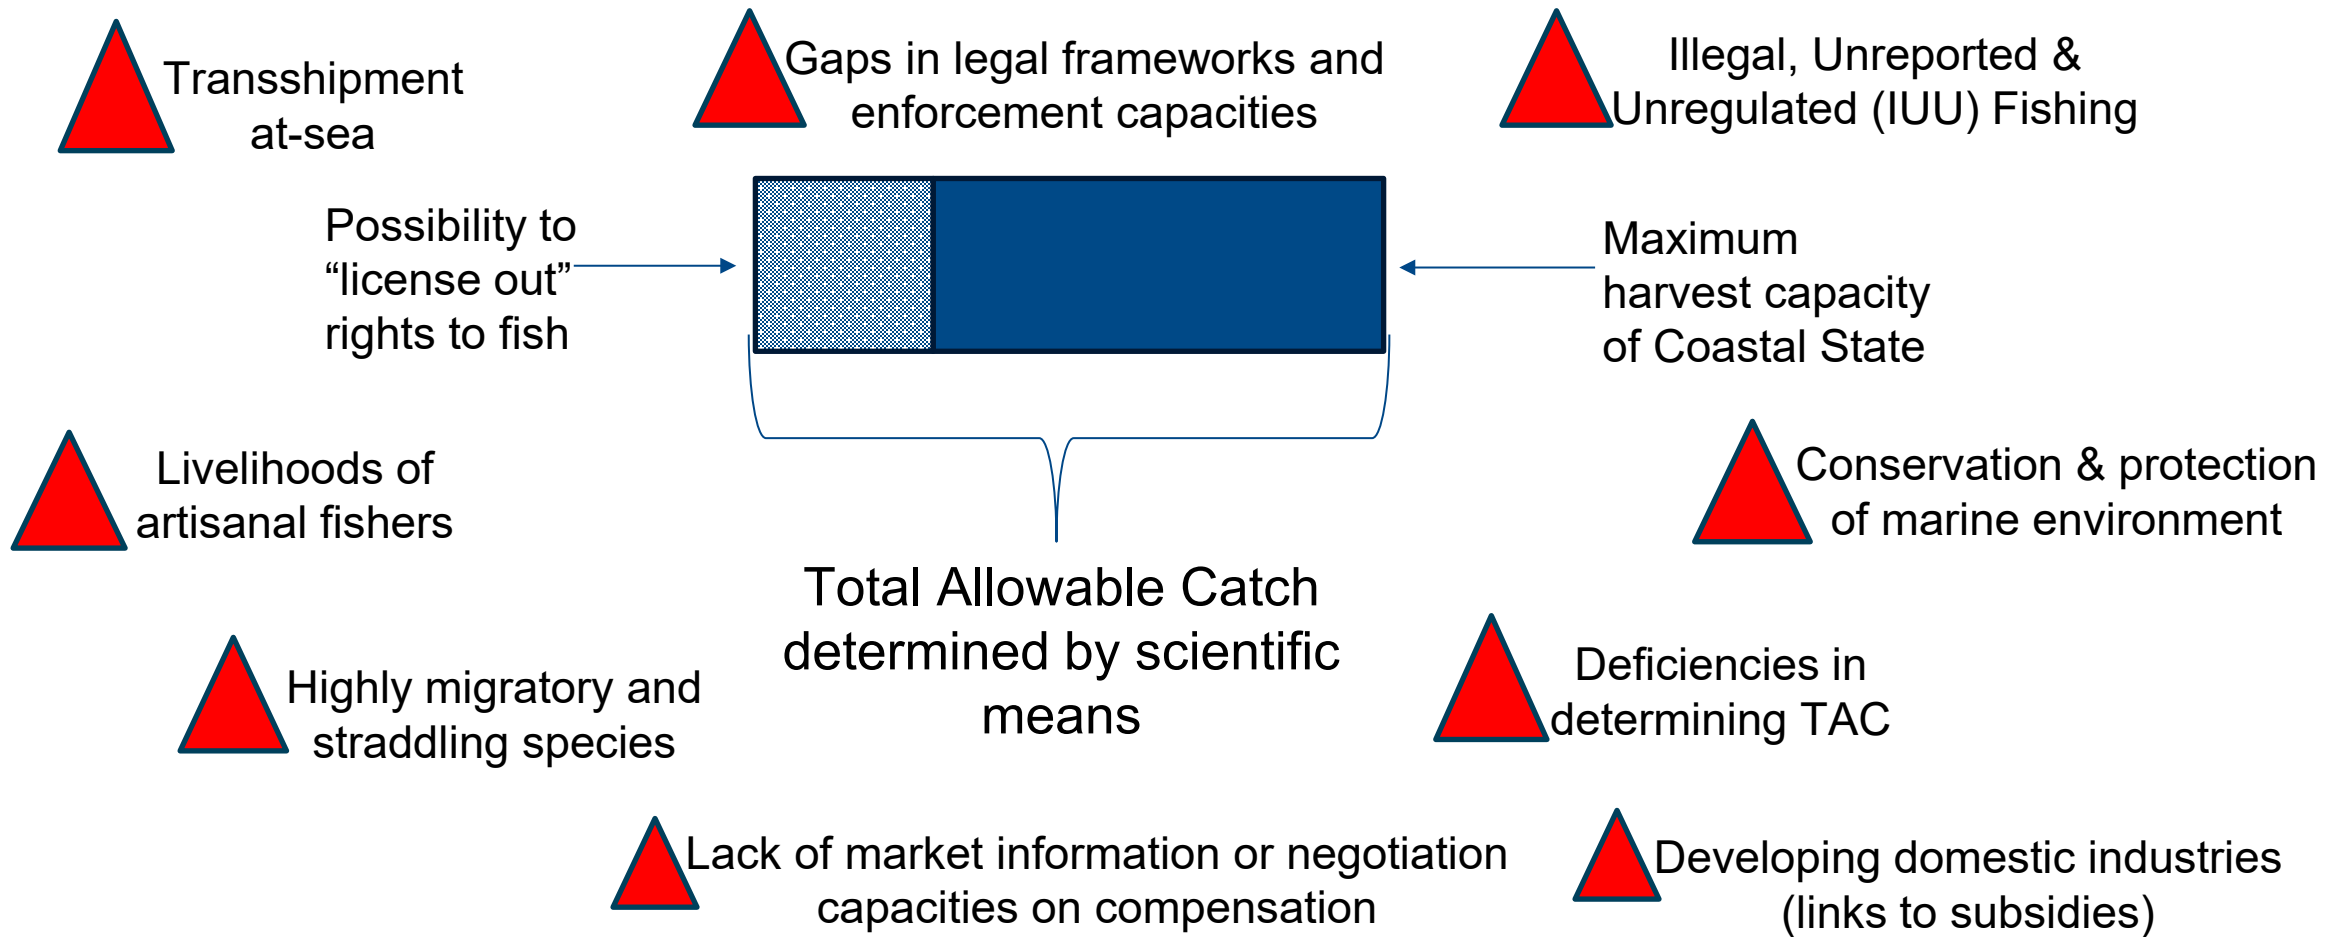 Transshipment
at-sea
Gaps in legal frameworks and
enforcement capacities
Illegal, Unreported &
Unregulated (IUU) Fishing
Possibility to
“license out”
rights to fish
Maximum
harvest capacity
of Coastal State
Livelihoods of
artisanal fishers
Conservation & protection
of marine environment
Total Allowable Catch
determined by scientific
means
Highly migratory and
straddling species
Deficiencies in
determining TAC
Lack of market information or negotiation
capacities on compensation
Developing domestic industries
(links to subsidies)